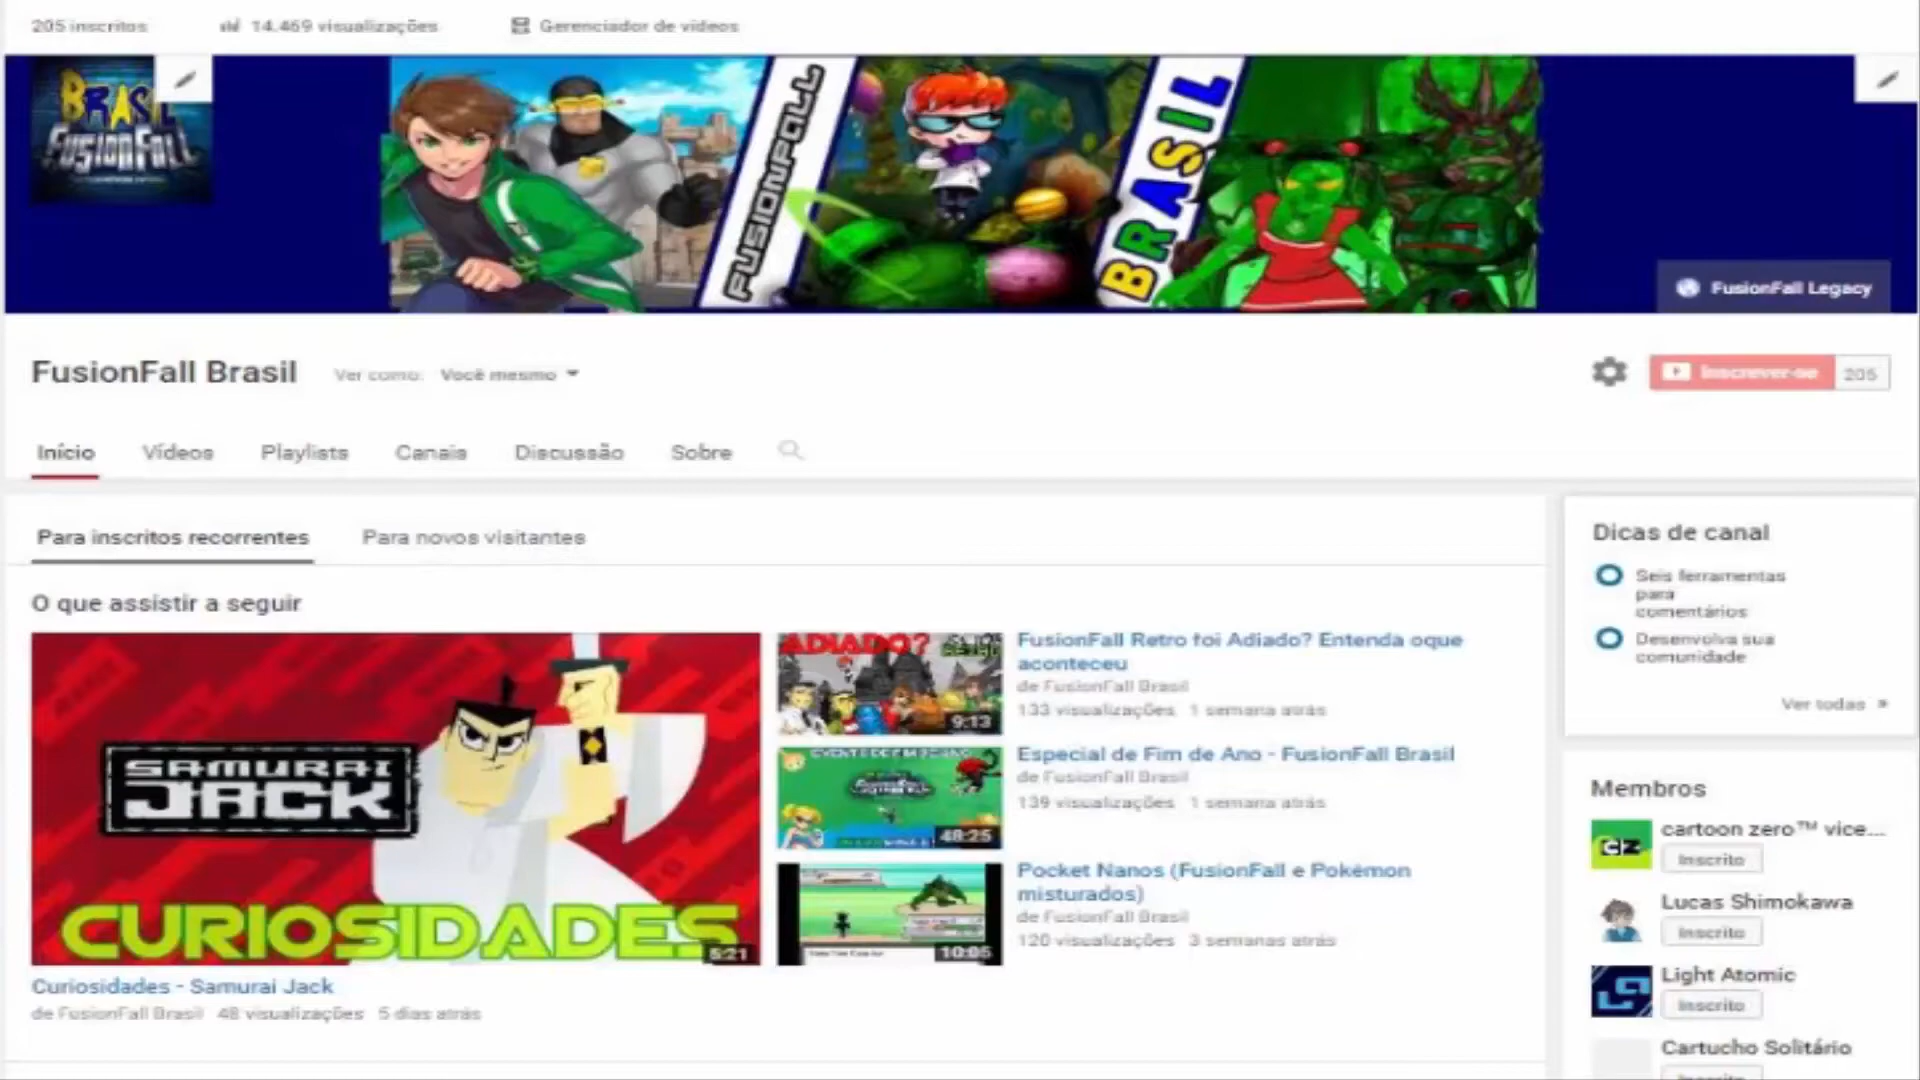 205 inscritos
14.469 visualizações
Gerenciador de vídeos
BRASIL
FUSIONFALL
FUSIONFALL
BRASIL
FusionFall Legacy
FusionFall Brasil
Ver como:
Você mesmo
Inscrever-se
205
Início
Vídeos
Playlists
Canais
Discussão
Sobre
Para inscritos recorrentes
Para novos visitantes
O que assistir a seguir
SAMURAI
JACK
CURIOSIDADES
Curiosidades - Samurai Jack
de FusionFall Brasil
48 visualizações
5 dias atrás
ADIADO?
9:13
FusionFall Retro foi Adiado? Entenda oque
aconteceu
de FusionFall Brasil
133 visualizações
1 semana atrás
48:25
Especial de Fim de Ano - FusionFall Brasil
de FusionFall Brasil
139 visualizações
1 semana atrás
10:05
Pocket Nanos (FusionFall e Pokémon
misturados)
de FusionFall Brasil
120 visualizações
3 semanas atrás
Dicas de canal
Seis ferramentas
para
comentários
Desenvolva sua
comunidade
Ver todas »
Membros
CZ
cartoon zero™ vice...
Inscrito
Lucas Shimokawa
Inscrito
Light Atomic
Inscrito
Cartucho Solitário
Inscrito